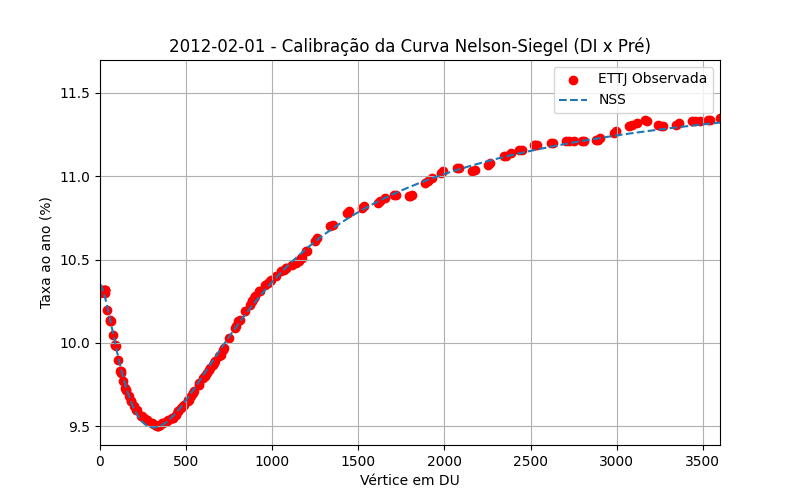 2012-02-01 - Calibração da Curva Nelson-Siegel (DI x Pré)
ETTJ Observada
NSS
Taxa ao ano (%)
11.5
11.0
10.5
10.0
9.5
0 500 1000 1500 2000 2500 3000 3500
Vértice em DU